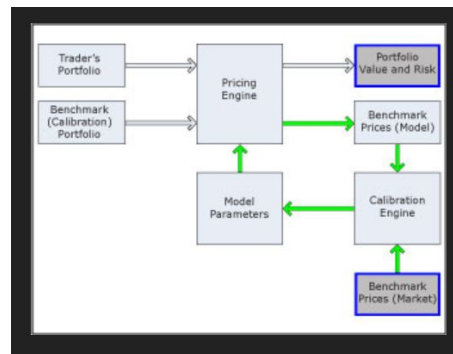 Trader's
Portfolio
Benchmark
(Calibration)
Portfolio
Pricing
Engine
Portfolio
Value and Risk
Benchmark
Prices (Model)
Model
Parameters
Calibration
Engine
Benchmark
Prices (Market)